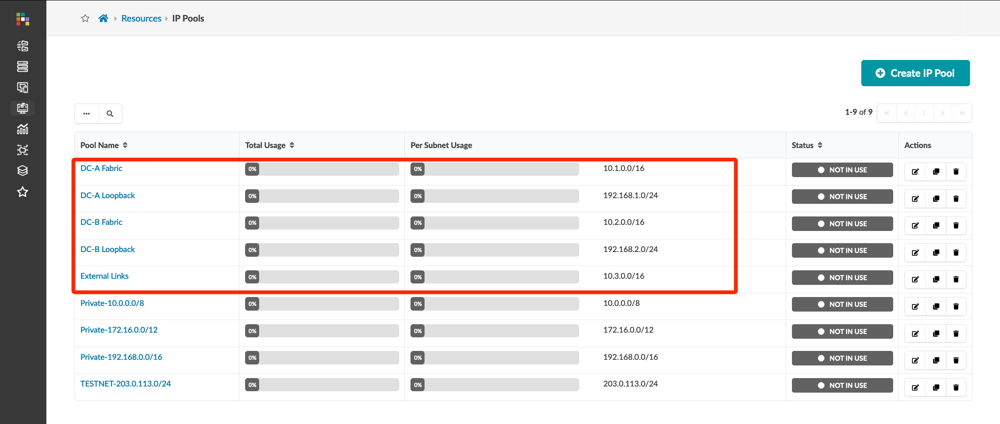 Resources IP Pools
Create IP Pool
1-9 of 9 « ‹ 1 › »
Pool Name Total Usage Per Subnet Usage Status Actions
DC-A Fabric 0% 0% 10.1.0.0/16 NOT IN USE
DC-A Loopback 0% 0% 192.168.1.0/24 NOT IN USE
DC-B Fabric 0% 0% 10.2.0.0/16 NOT IN USE
DC-B Loopback 0% 0% 192.168.2.0/24 NOT IN USE
External Links 0% 0% 10.3.0.0/16 NOT IN USE
Private-10.0.0.0/8 0% 0% 10.0.0.0/8 NOT IN USE
Private-172.16.0.0/12 0% 0% 172.16.0.0/12 NOT IN USE
Private-192.168.0.0/16 0% 0% 192.168.0.0/16 NOT IN USE
TESTNET-203.0.113.0/24 0% 0% 203.0.113.0/24 NOT IN USE